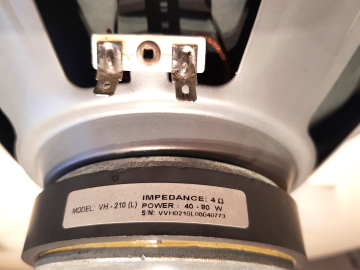 IMPEDANCE: 4 Ω
MODEL: VH - 210 (L) POWER : 40 - 80 W
S/N: VVH0210L08040773